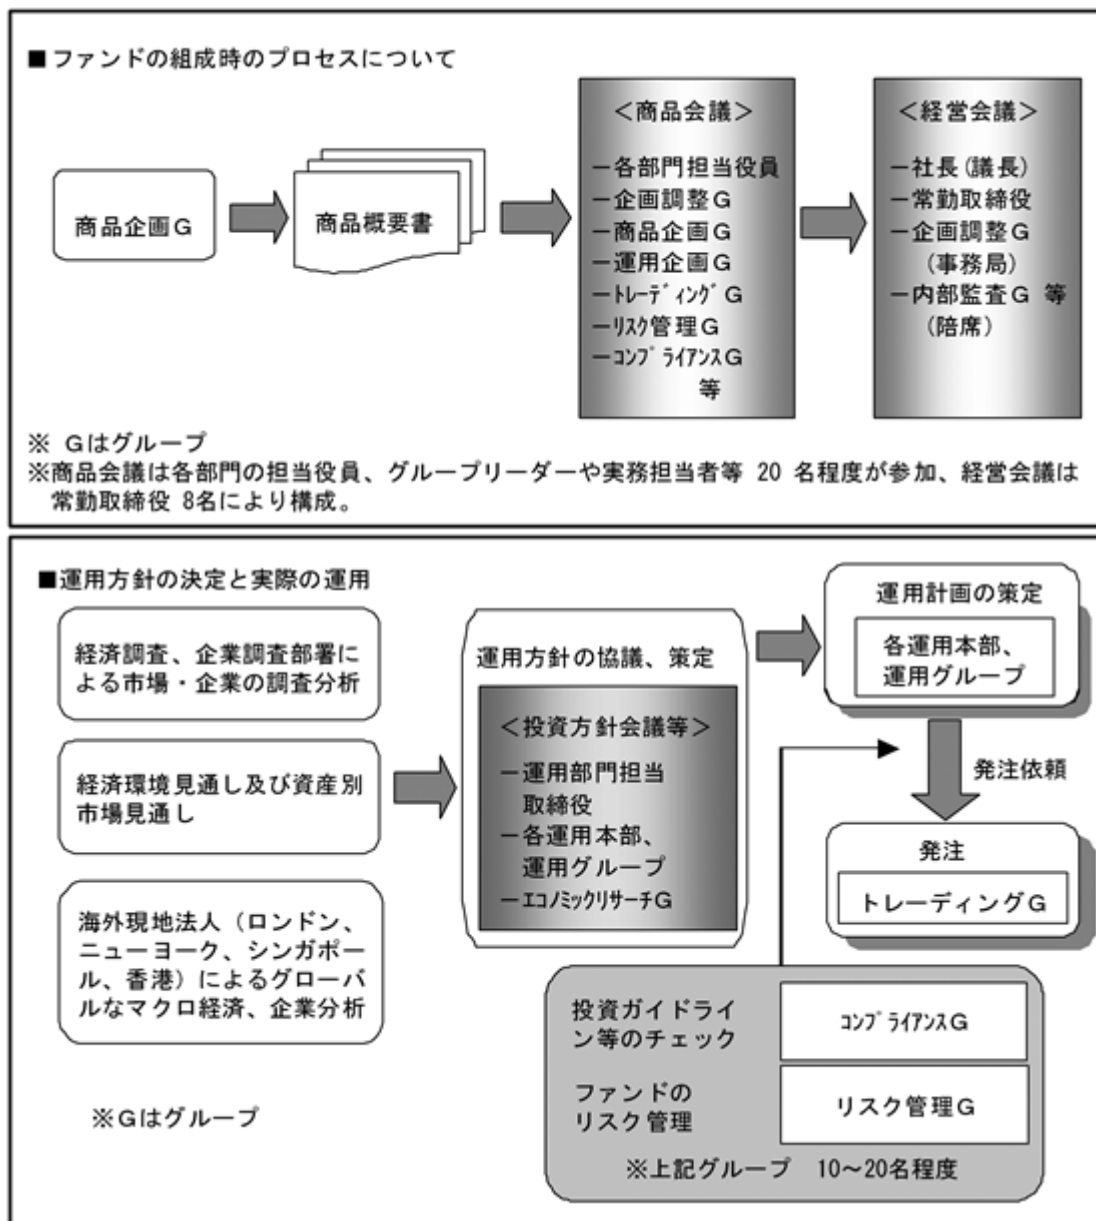 ■ファンドの組成時のプロセスについて
商品企画G
商品概要書
＜商品会議＞
－各部門担当役員
－企画調整G
－商品企画G
－運用企画G
－ﾄﾚｰﾃﾞｨﾝｸﾞG
－ﾘｽｸ管理G
－ｺﾝﾌﾟﾗｲｱﾝｽG
等
＜経営会議＞
－社長(議長)
－常勤取締役
－企画調整G
(事務局)
－内部監査G 等
(陪席)
※ Gはグループ
※商品会議は各部門の担当役員、グループリーダーや実務担当者等 20 名程度が参加、経営会議は
常勤取締役 8名により構成。
■運用方針の決定と実際の運用
経済調査、企業調査部署に
よる市場・企業の調査分析
経済環境見通し及び資産別
市場見通し
海外現地法人（ロンドン、
ニューヨーク、シンガポー
ル、香港）によるグローバ
ルなマクロ経済、企業分析
※Gはグループ
運用方針の協議、策定
＜投資方針会議等＞
－運用部門担当
取締役
－各運用本部、
運用グループ
－ｴｺﾉﾐｯｸﾘｻｰﾁG
運用計画の策定
各運用本部、
運用グループ
発注依頼
発注
トレーディングG
投資ガイドライ
ン等のチェック
ｺﾝﾌﾟﾗｲｱﾝｽG
ファンドの
リスク管理
リスク管理G
※上記グループ 10～20名程度